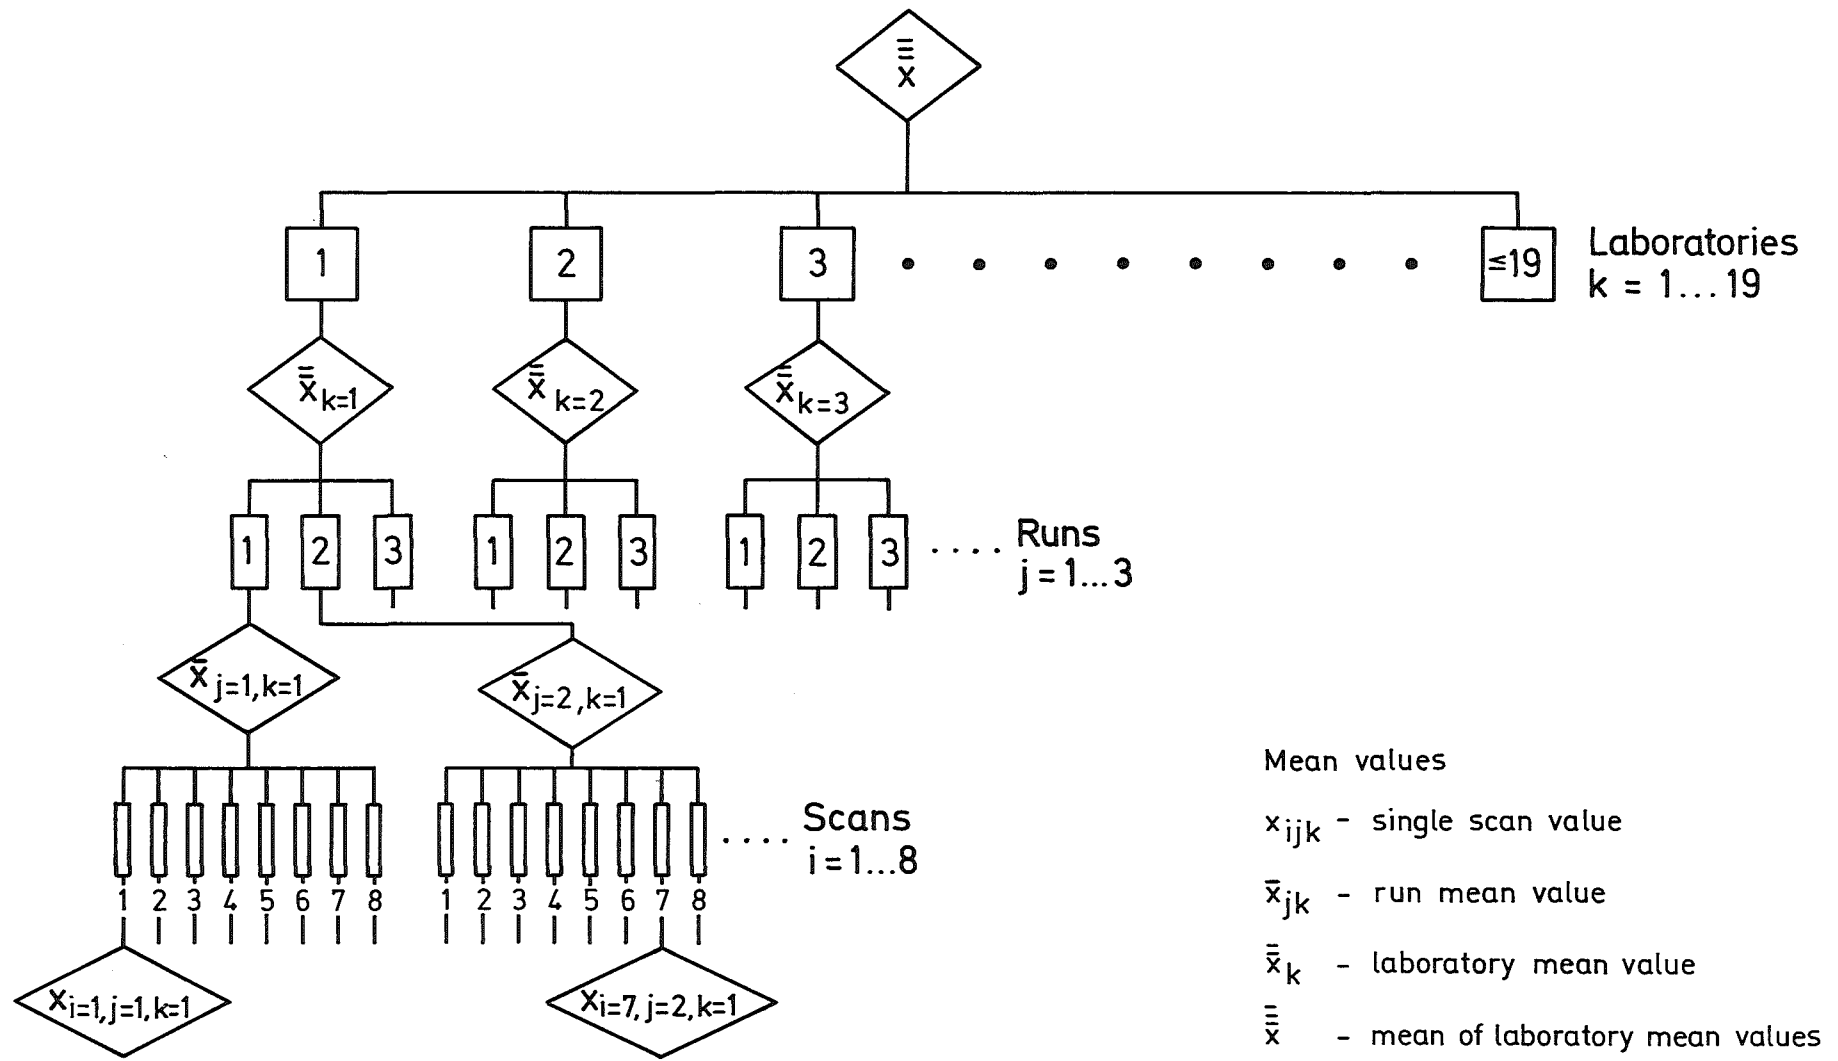 x̿̄
1 2 3 • • • • • • • • ≤19 Laboratories
k = 1...19
x̿ k=1 x̿ k=2 x̿ k=3
1 2 3 1 2 3 1 2 3 .... Runs
j = 1...3
x̄ j=1, k=1 x̄ j=2, k=1
.... Scans
i = 1...8
1 2 3 4 5 6 7 8 1 2 3 4 5 6 7 8
x i=1, j=1, k=1 x i=7, j=2, k=1
Mean values
x ijk - single scan value
x̄ jk - run mean value
x̿ k - laboratory mean value
x̿̄ - mean of laboratory mean values